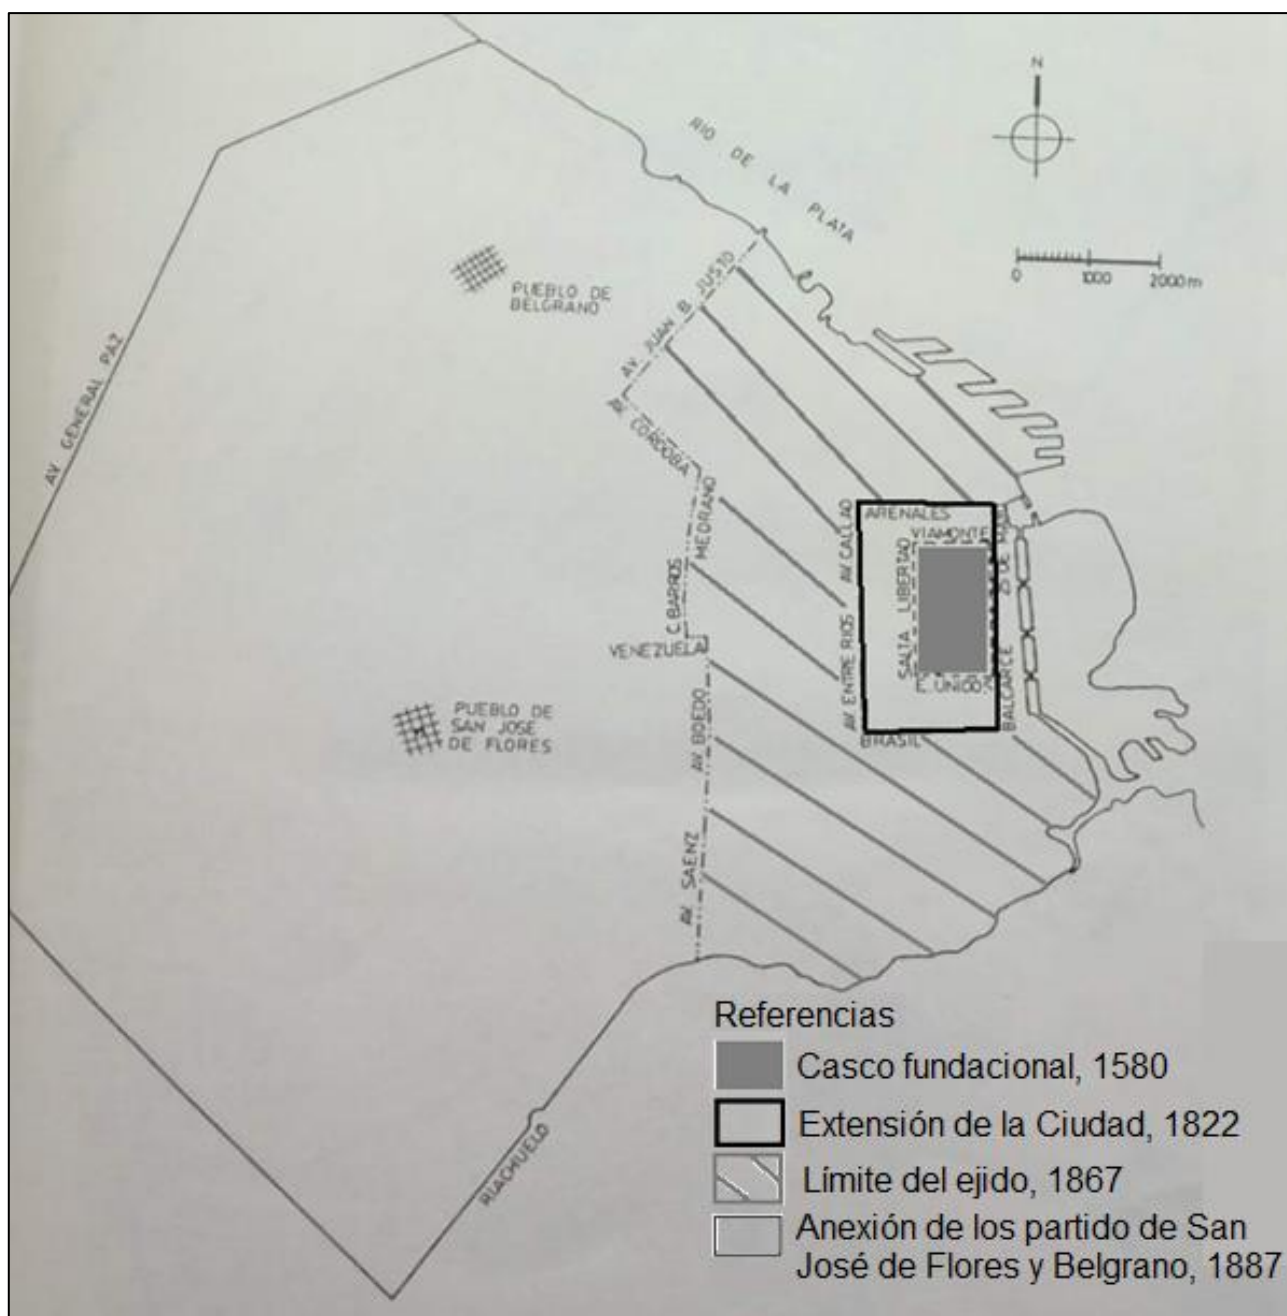 N
RIO DE LA PLATA
0 1000 2000 m
PUEBLO DE
BELGRANO
AV. JUAN B. JUSTO
AV. GENERAL PAZ
AV. CORDOBA
MEDRANO
AV. CALLAO
ARENALES
VIAMONTE
LIBERTAD
25 DE
C. BARROS
SALTA
VENEZUELA
AV. ENTRE RIOS
E. UNIDOS
BALCARCE
BRASIL
PUEBLO DE
SAN JOSE
DE FLORES
AV. BOEDO
AV. SAENZ
RIACHUELO
Referencias
Casco fundacional, 1580
Extensión de la Ciudad, 1822
Límite del ejido, 1867
Anexión de los partido de San
José de Flores y Belgrano, 1887